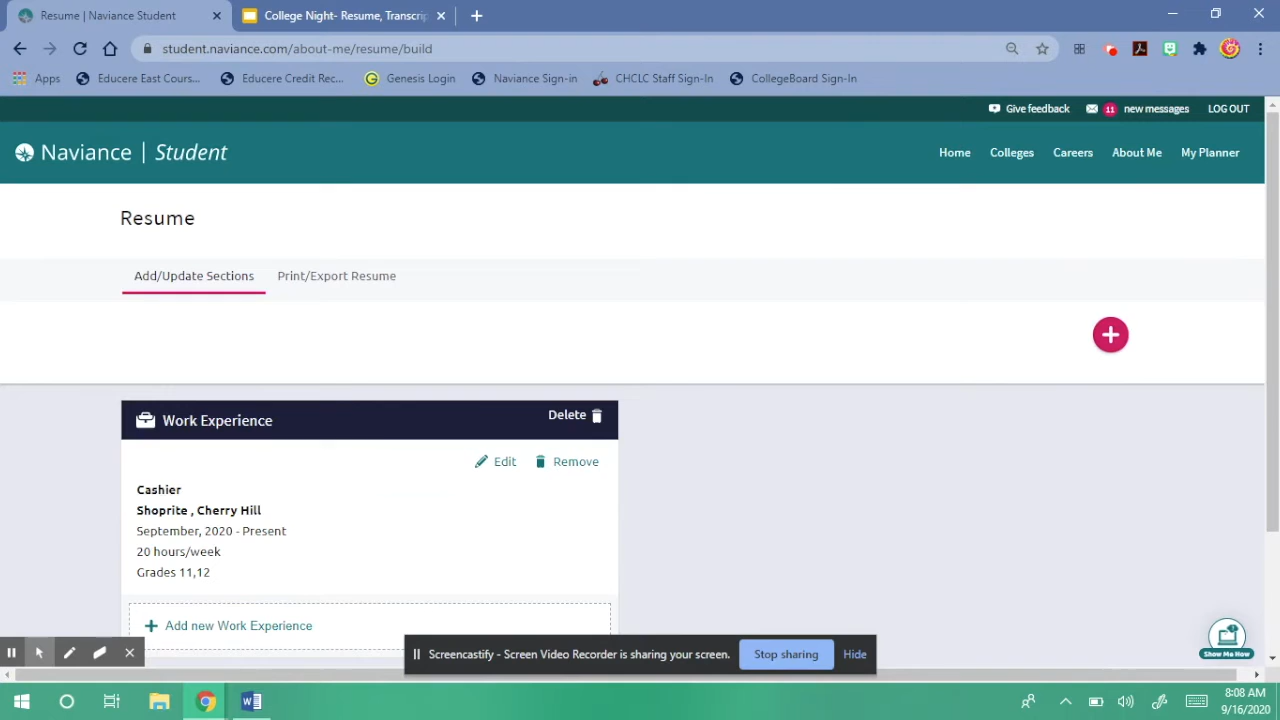 Resume | Naviance Student
College Night- Resume, Transcrip
student.naviance.com/about-me/resume/build
Apps
Educere East Cours...
Educere Credit Rec...
Genesis Login
Naviance Sign-in
CHCLC Staff Sign-In
CollegeBoard Sign-In
Give feedback
11
new messages
LOG OUT
Naviance | Student
Home
Colleges
Careers
About Me
My Planner
Resume
Add/Update Sections
Print/Export Resume
Work Experience
Delete
Edit
Remove
Cashier
Shoprite , Cherry Hill
September, 2020 - Present
20 hours/week
Grades 11,12
+ Add new Work Experience
Show Me How
Screencastify - Screen Video Recorder is sharing your screen.
Stop sharing
Hide
8:08 AM
9/16/2020